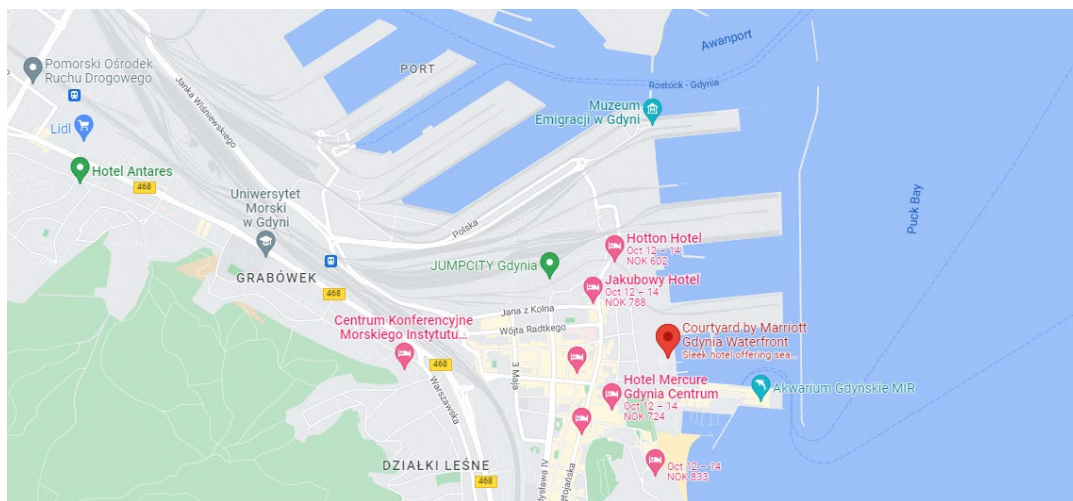 Pomorski Ośrodek
Ruchu Drogowego
Lidl
Hotel Antares
468
Janka Wiśniewskiego
PORT
Awanport
Rostock - Gdynia
Muzeum
Emigracji w Gdyni
Uniwersytet
Morski
w Gdyni
Polska
Puck Bay
GRABÓWEK
468
JUMPCITY Gdynia
Hotton Hotel
Oct 12 – 14
NOK 602
Jakubowy Hotel
Oct 12 – 14
NOK 788
Jana z Kolna
Wójta Radtkego
Centrum Konferencyjne
Morskiego Instytutu...
468
3 Maja
Courtyard by Marriott
Gdynia Waterfront
Sleek hotel offering sea...
Warszawska
Hotel Mercure
Gdynia Centrum
Oct 12 – 14
NOK 724
Akwarium Gdyńskie MIR
DZIAŁKI LEŚNE
468
Oct 12 – 14
NOK 833